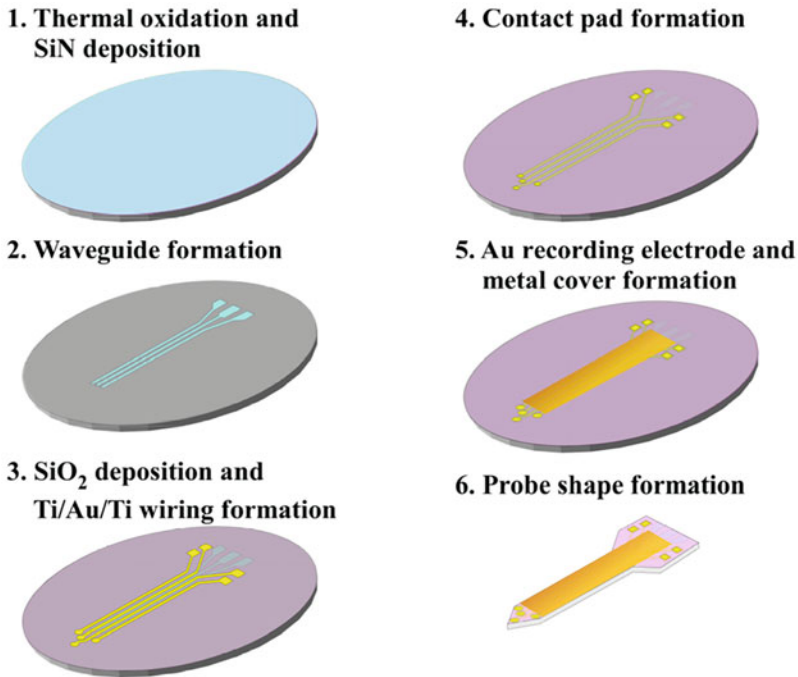 1. Thermal oxidation and
SiN deposition
2. Waveguide formation
3. SiO₂ deposition and
Ti/Au/Ti wiring formation
4. Contact pad formation
5. Au recording electrode and
metal cover formation
6. Probe shape formation